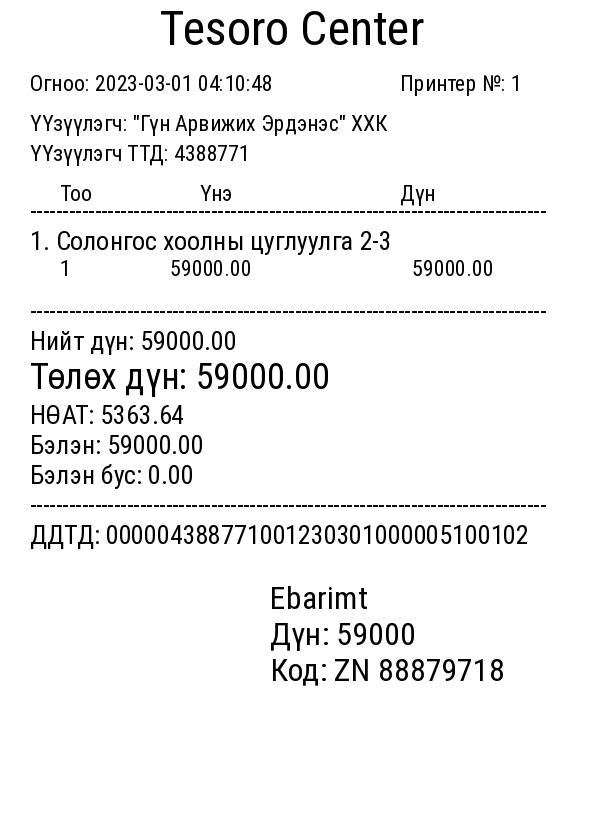 Tesoro Center
Огноо: 2023-03-01 04:10:48 Принтер №: 1
ҮҮзүүлэгч: "Гүн Арвижих Эрдэнэс" ХХК
ҮҮзүүлэгч ТТД: 4388771
Тоо Үнэ Дүн
--------------------------------------------------------------------------------
1. Солонгос хоолны цуглуулга 2-3
1 59000.00 59000.00
--------------------------------------------------------------------------------
Нийт дүн: 59000.00
Төлөх дүн: 59000.00
НӨАТ: 5363.64
Бэлэн: 59000.00
Бэлэн бус: 0.00
--------------------------------------------------------------------------------
ДДТД: 000004388771001230301000005100102
Ebarimt
Дүн: 59000
Код: ZN 88879718